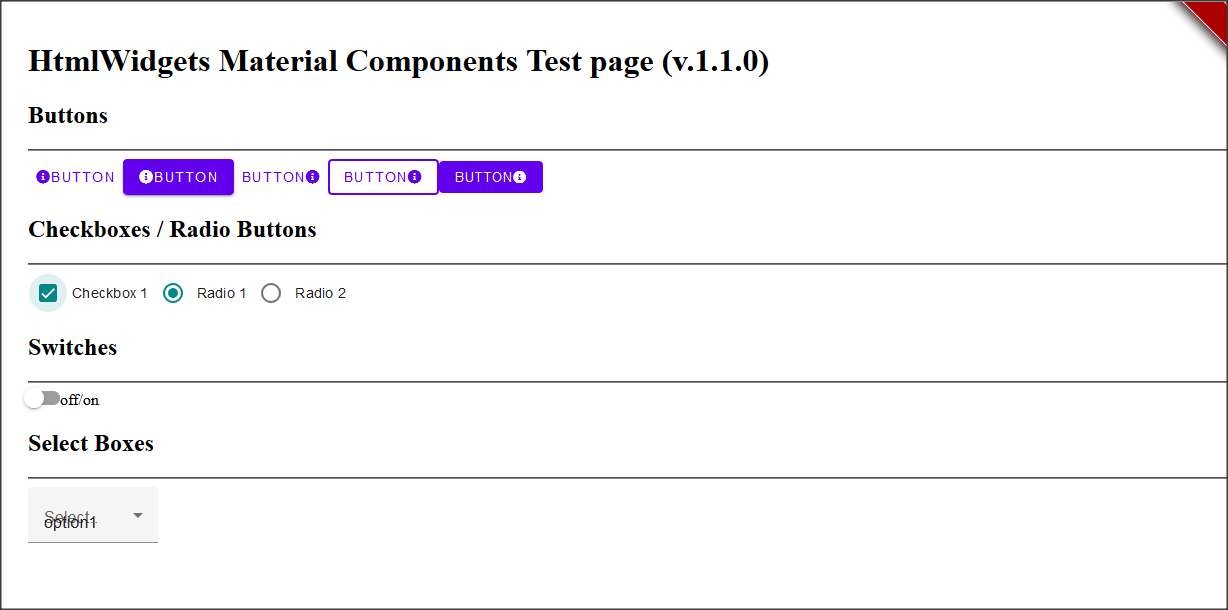 HtmlWidgets Material Components Test page (v.1.1.0)
Buttons
BUTTON BUTTON BUTTON BUTTON BUTTON
Checkboxes / Radio Buttons
Checkbox 1 Radio 1 Radio 2
Switches
off/on
Select Boxes
Select..
option1